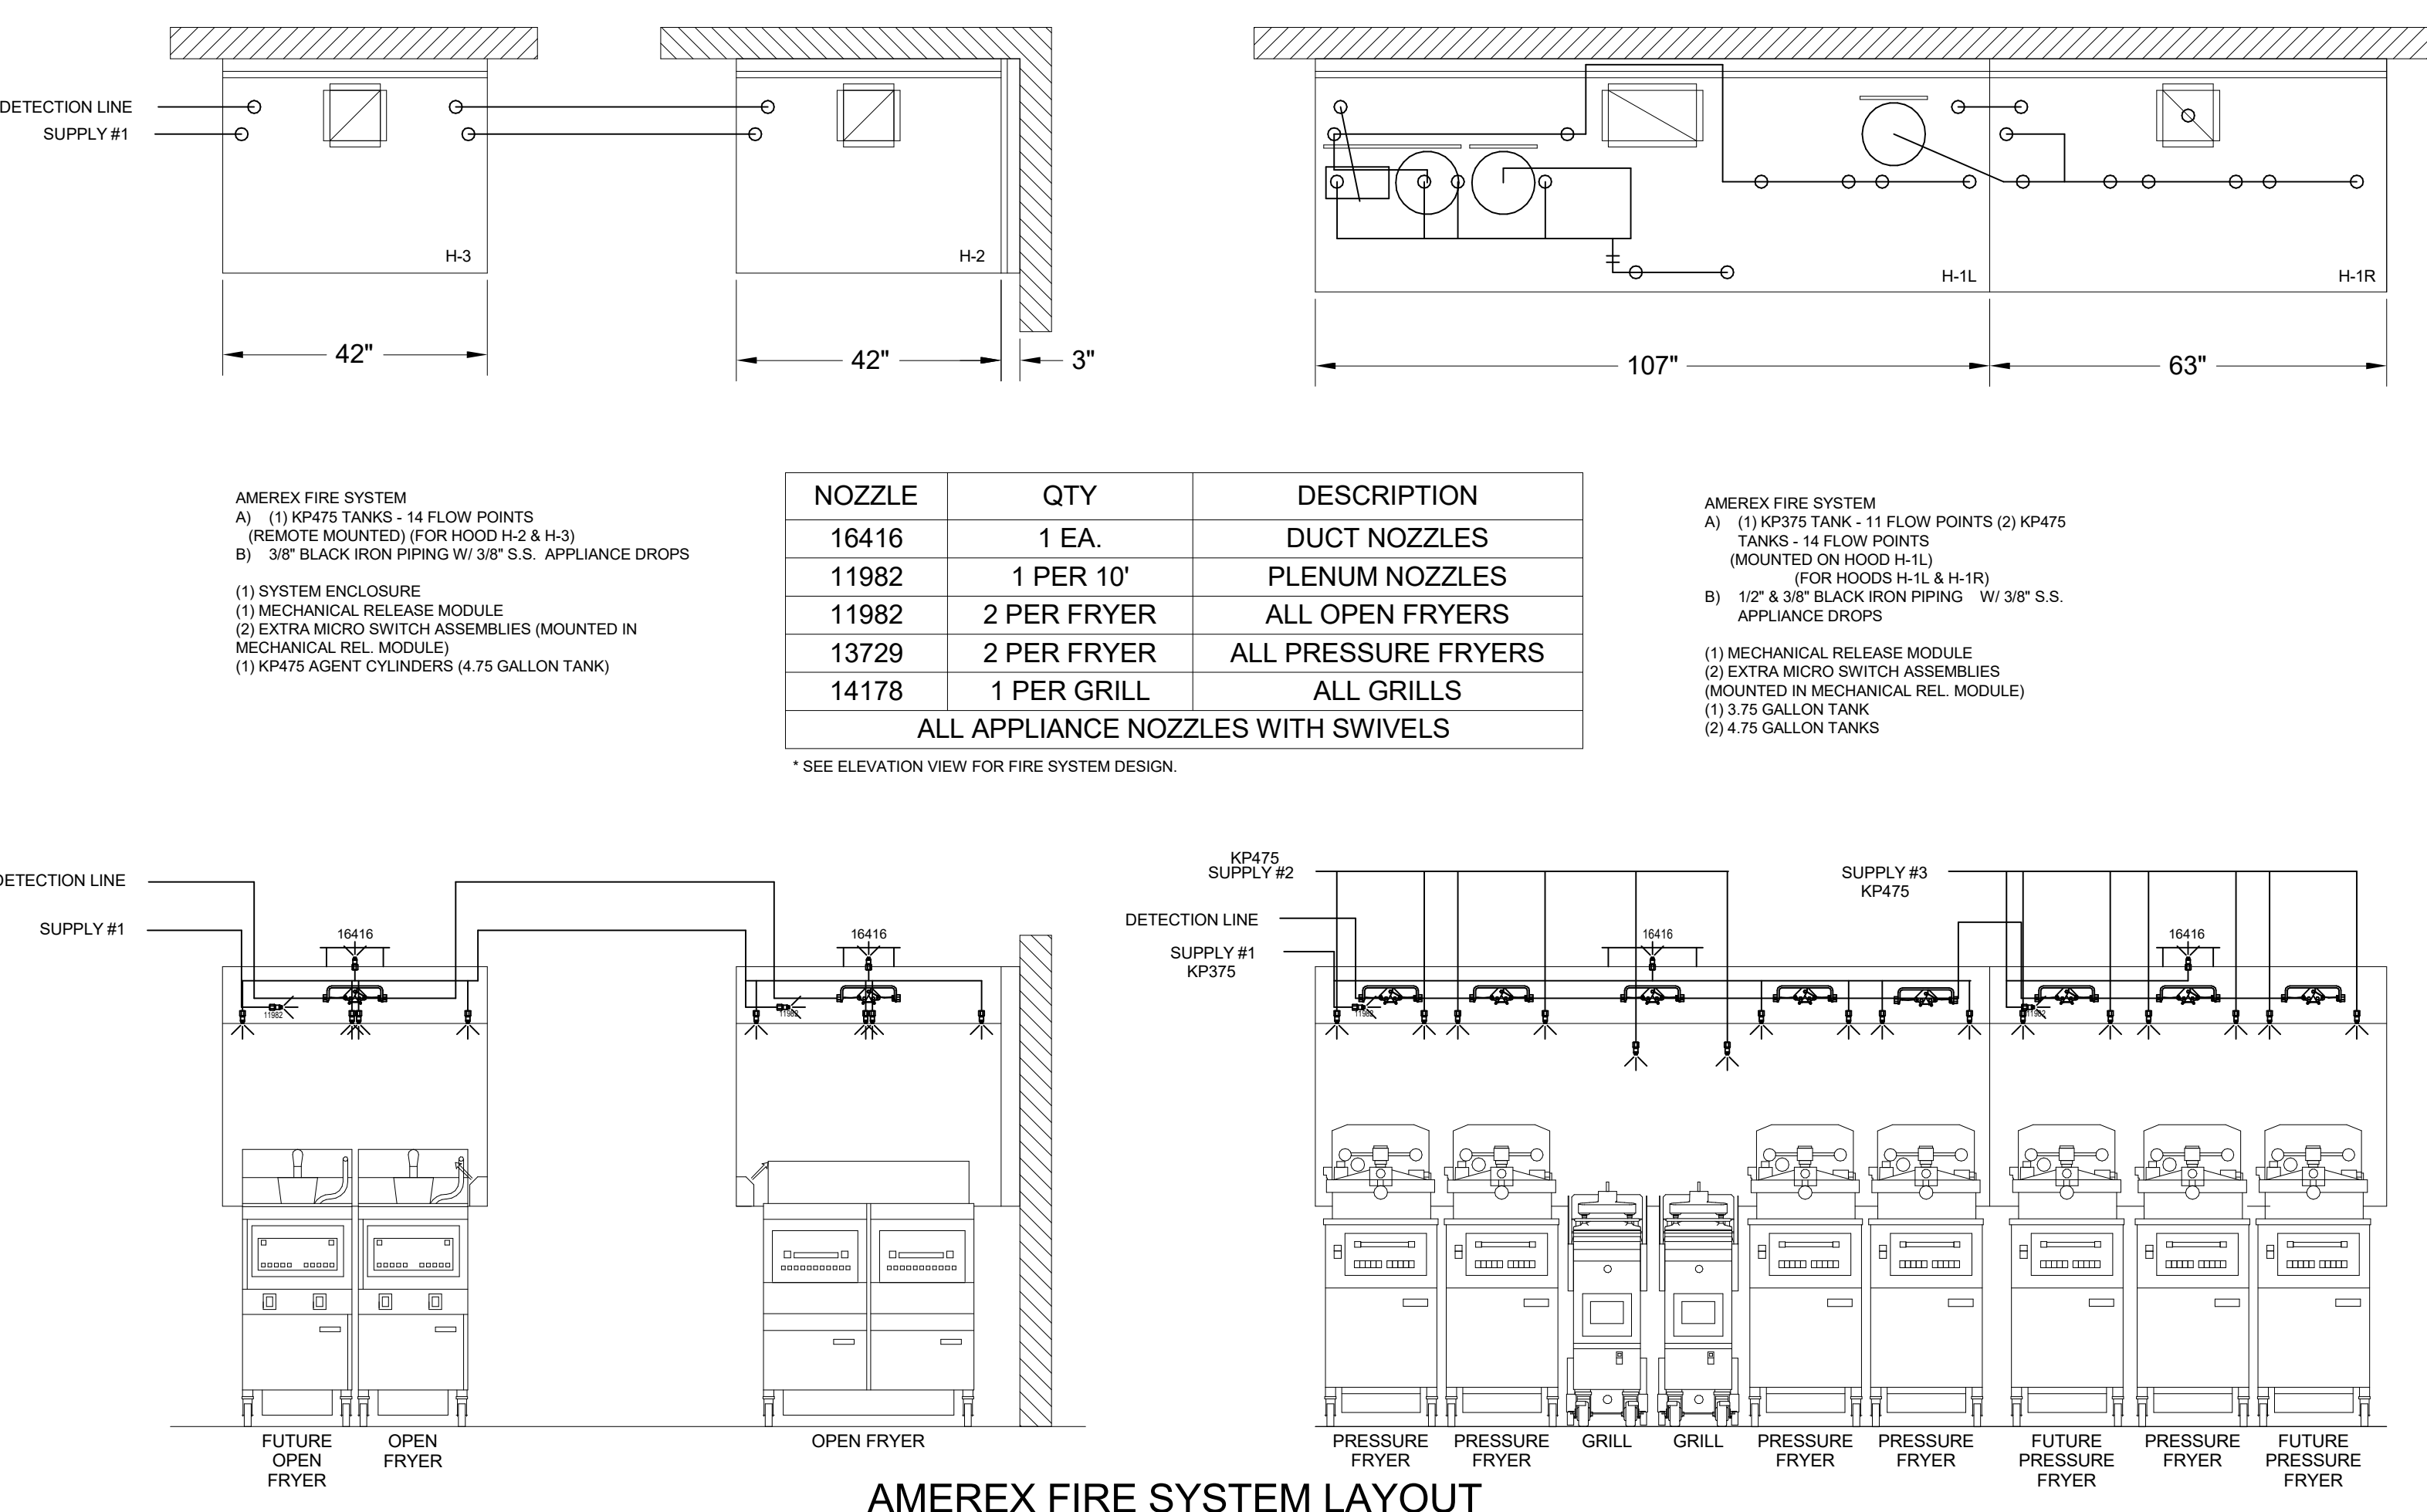 DETECTION LINE
SUPPLY #1
H-3
H-2
H-1L
H-1R
42"
42"
3"
107"
63"
AMEREX FIRE SYSTEM
A) (1) KP475 TANKS - 14 FLOW POINTS
(REMOTE MOUNTED) (FOR HOOD H-2 & H-3)
B) 3/8" BLACK IRON PIPING W/ 3/8" S.S. APPLIANCE DROPS
(1) SYSTEM ENCLOSURE
(1) MECHANICAL RELEASE MODULE
(2) EXTRA MICRO SWITCH ASSEMBLIES (MOUNTED IN
MECHANICAL REL. MODULE)
(1) KP475 AGENT CYLINDERS (4.75 GALLON TANK)
NOZZLE QTY DESCRIPTION
16416 1 EA. DUCT NOZZLES
11982 1 PER 10' PLENUM NOZZLES
11982 2 PER FRYER ALL OPEN FRYERS
13729 2 PER FRYER ALL PRESSURE FRYERS
14178 1 PER GRILL ALL GRILLS
ALL APPLIANCE NOZZLES WITH SWIVELS
* SEE ELEVATION VIEW FOR FIRE SYSTEM DESIGN.
AMEREX FIRE SYSTEM
A) (1) KP375 TANK - 11 FLOW POINTS (2) KP475
TANKS - 14 FLOW POINTS
(MOUNTED ON HOOD H-1L)
(FOR HOODS H-1L & H-1R)
B) 1/2" & 3/8" BLACK IRON PIPING W/ 3/8" S.S.
APPLIANCE DROPS
(1) MECHANICAL RELEASE MODULE
(2) EXTRA MICRO SWITCH ASSEMBLIES
(MOUNTED IN MECHANICAL REL. MODULE)
(1) 3.75 GALLON TANK
(2) 4.75 GALLON TANKS
DETECTION LINE
SUPPLY #1
16416
11982
16416
11982
KP475
SUPPLY #2
DETECTION LINE
SUPPLY #1
KP375
16416
11982
SUPPLY #3
KP475
16416
11982
FUTURE
OPEN
FRYER
OPEN
FRYER
OPEN FRYER
PRESSURE
FRYER
PRESSURE
FRYER
GRILL
GRILL
PRESSURE
FRYER
PRESSURE
FRYER
FUTURE
PRESSURE
FRYER
PRESSURE
FRYER
FUTURE
PRESSURE
FRYER
AMEREX FIRE SYSTEM LAYOUT